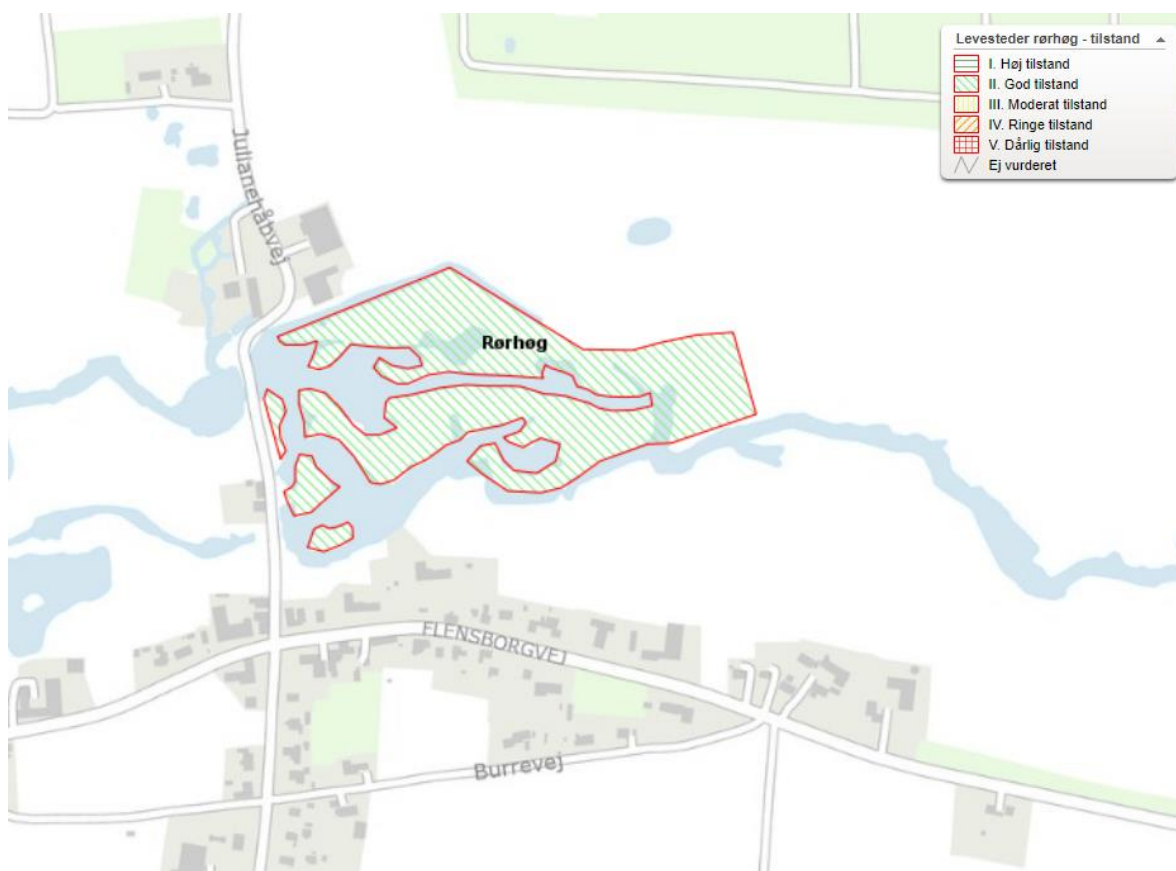 Levesteder rørhøg - tilstand
I. Høj tilstand
II. God tilstand
III. Moderat tilstand
IV. Ringe tilstand
V. Dårlig tilstand
Ej vurderet
Julianehåbvej
Rørhøg
FLENSBORGVEJ
Burrevej